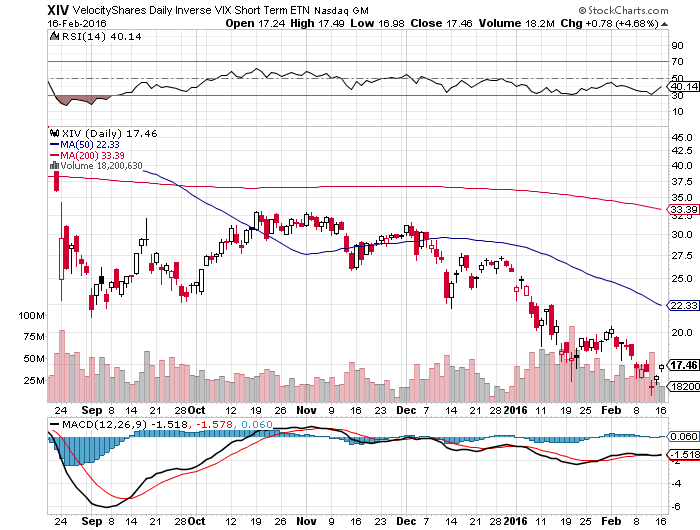 XIV VelocityShares Daily Inverse VIX Short Term ETN Nasdaq GM © StockCharts.com
16-Feb-2016 Open 17.24 High 17.49 Low 16.98 Close 17.46 Volume 18.2M Chg +0.78 (+4.68%)
RSI(14) 40.14
90
70
50
40.14
30
10
XIV (Daily) 17.46
MA(50) 22.33
MA(200) 33.39
Volume 18,200,630
45.0
42.5
40.0
37.5
35.0
33.39
32.5
30.0
27.5
25.0
22.33
20.0
17.46
18200
100M
75M
50M
25M
24 Sep 8 14 21 28 Oct 12 19 26 Nov 9 16 23 Dec 7 14 21 28 2016 11 19 25 Feb 8 16
MACD(12,26,9) -1.518, -1.578, 0.060
0.060
-1.518
-2
-4
-6
24 Sep 8 14 21 28 Oct 12 19 26 Nov 9 16 23 Dec 7 14 21 28 2016 11 19 25 Feb 8 16